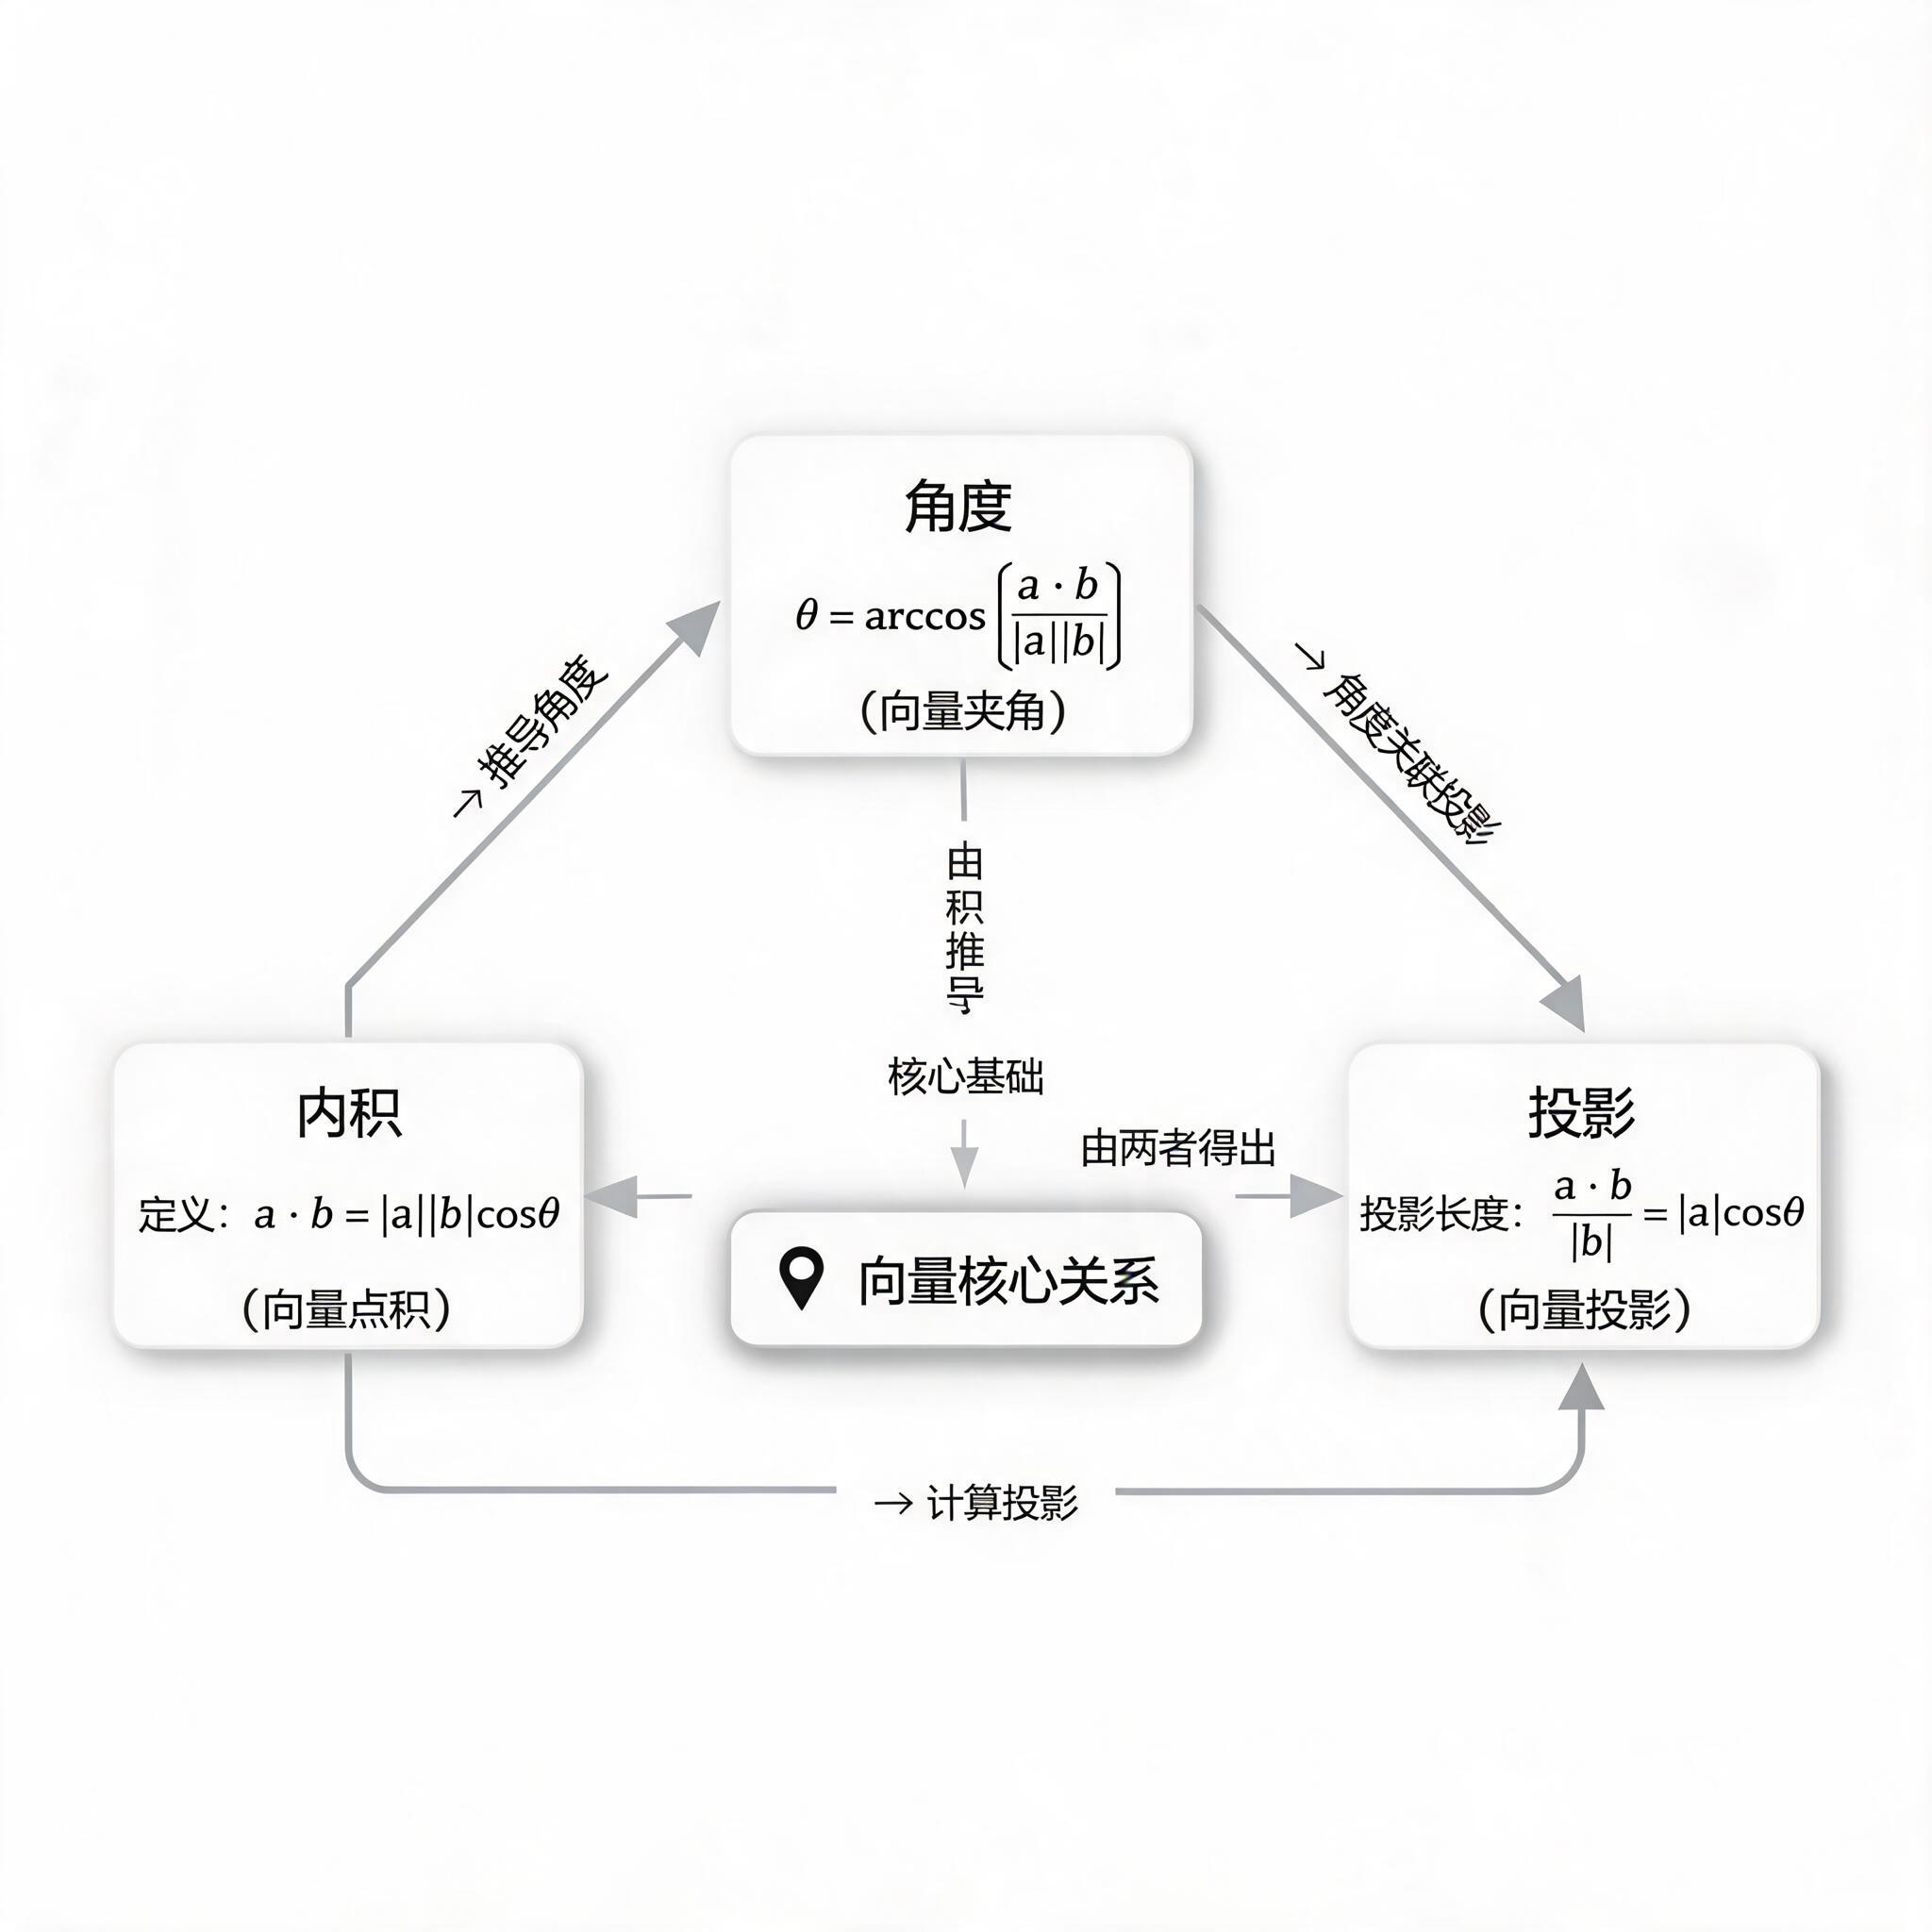 角度
θ = arccos (a · b / |a||b|)
(向量夹角)
→ 推导角度
→ 角度关联投影
由
积
推
导
核心基础
由两者得出
内积
定义: a · b = |a||b|cosθ
(向量点积)
向量核心关系
投影
投影长度: a · b / |b| = |a|cosθ
(向量投影)
→ 计算投影